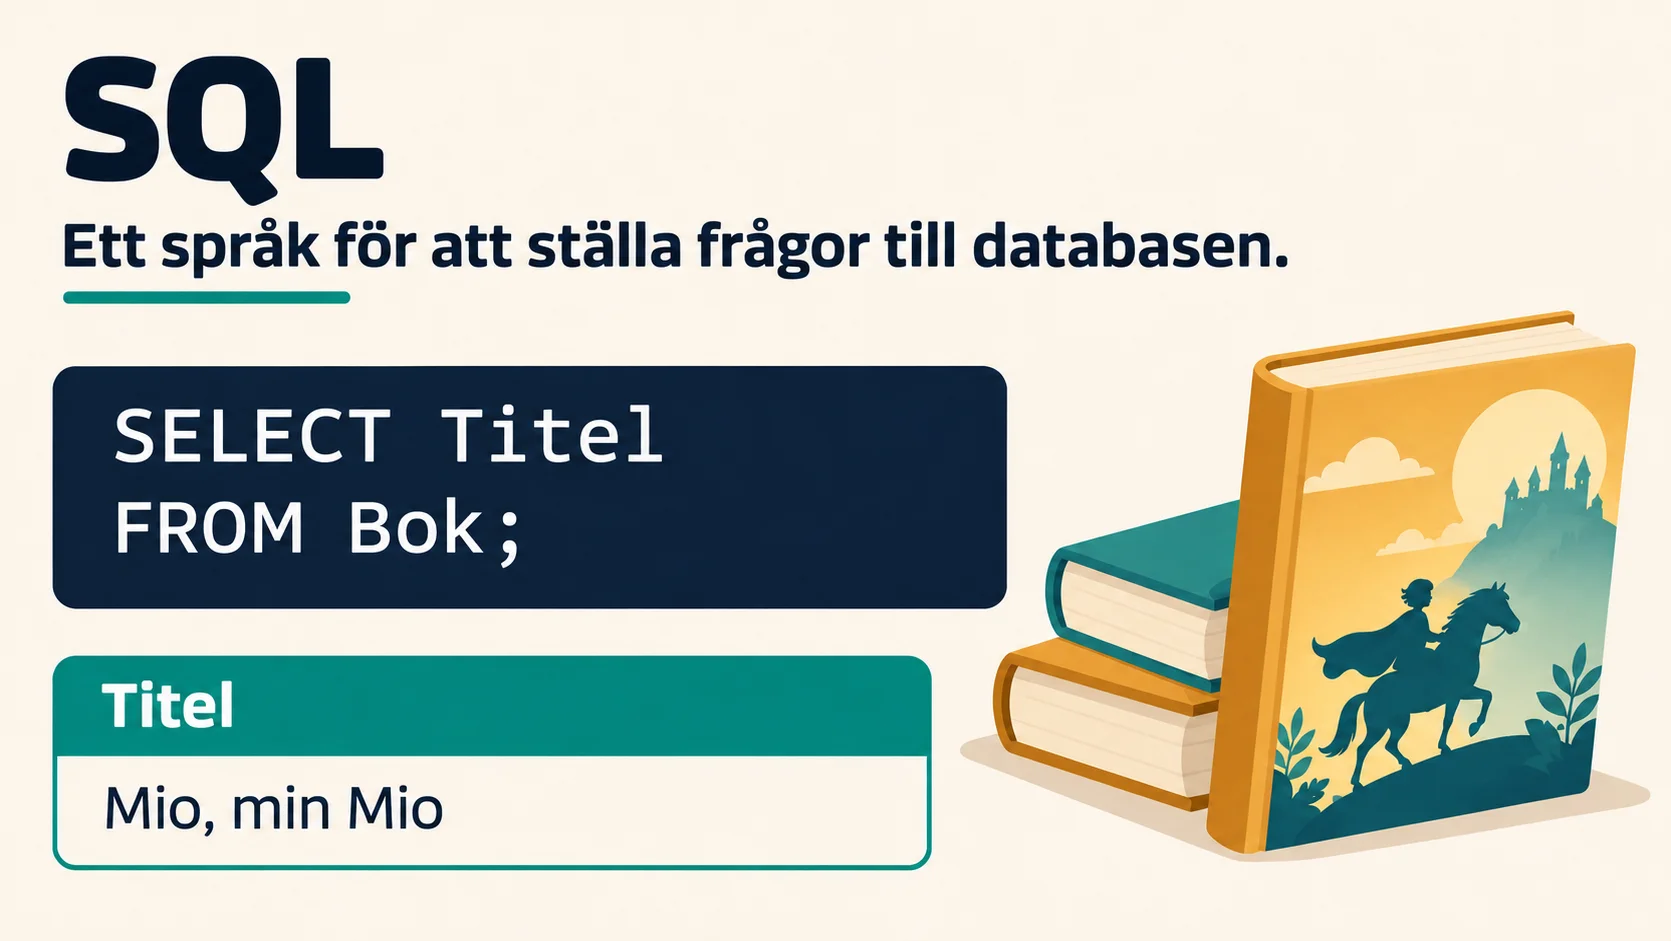 SQL
Ett språk för att ställa frågor till databasen.
SELECT Titel
FROM Bok;
Titel
Mio, min Mio